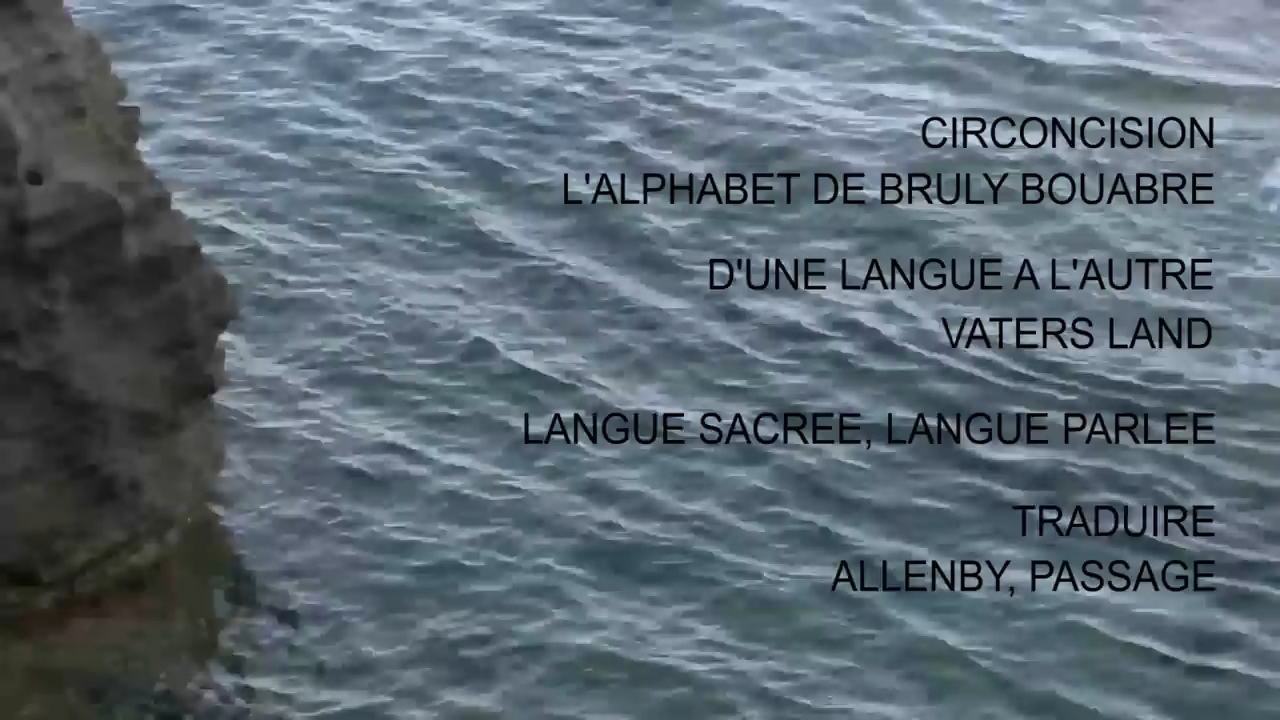 CIRCONCISION
L'ALPHABET DE BRULY BOUABRE
D'UNE LANGUE A L'AUTRE
VATERS LAND
LANGUE SACREE, LANGUE PARLEE
TRADUIRE
ALLENBY, PASSAGE